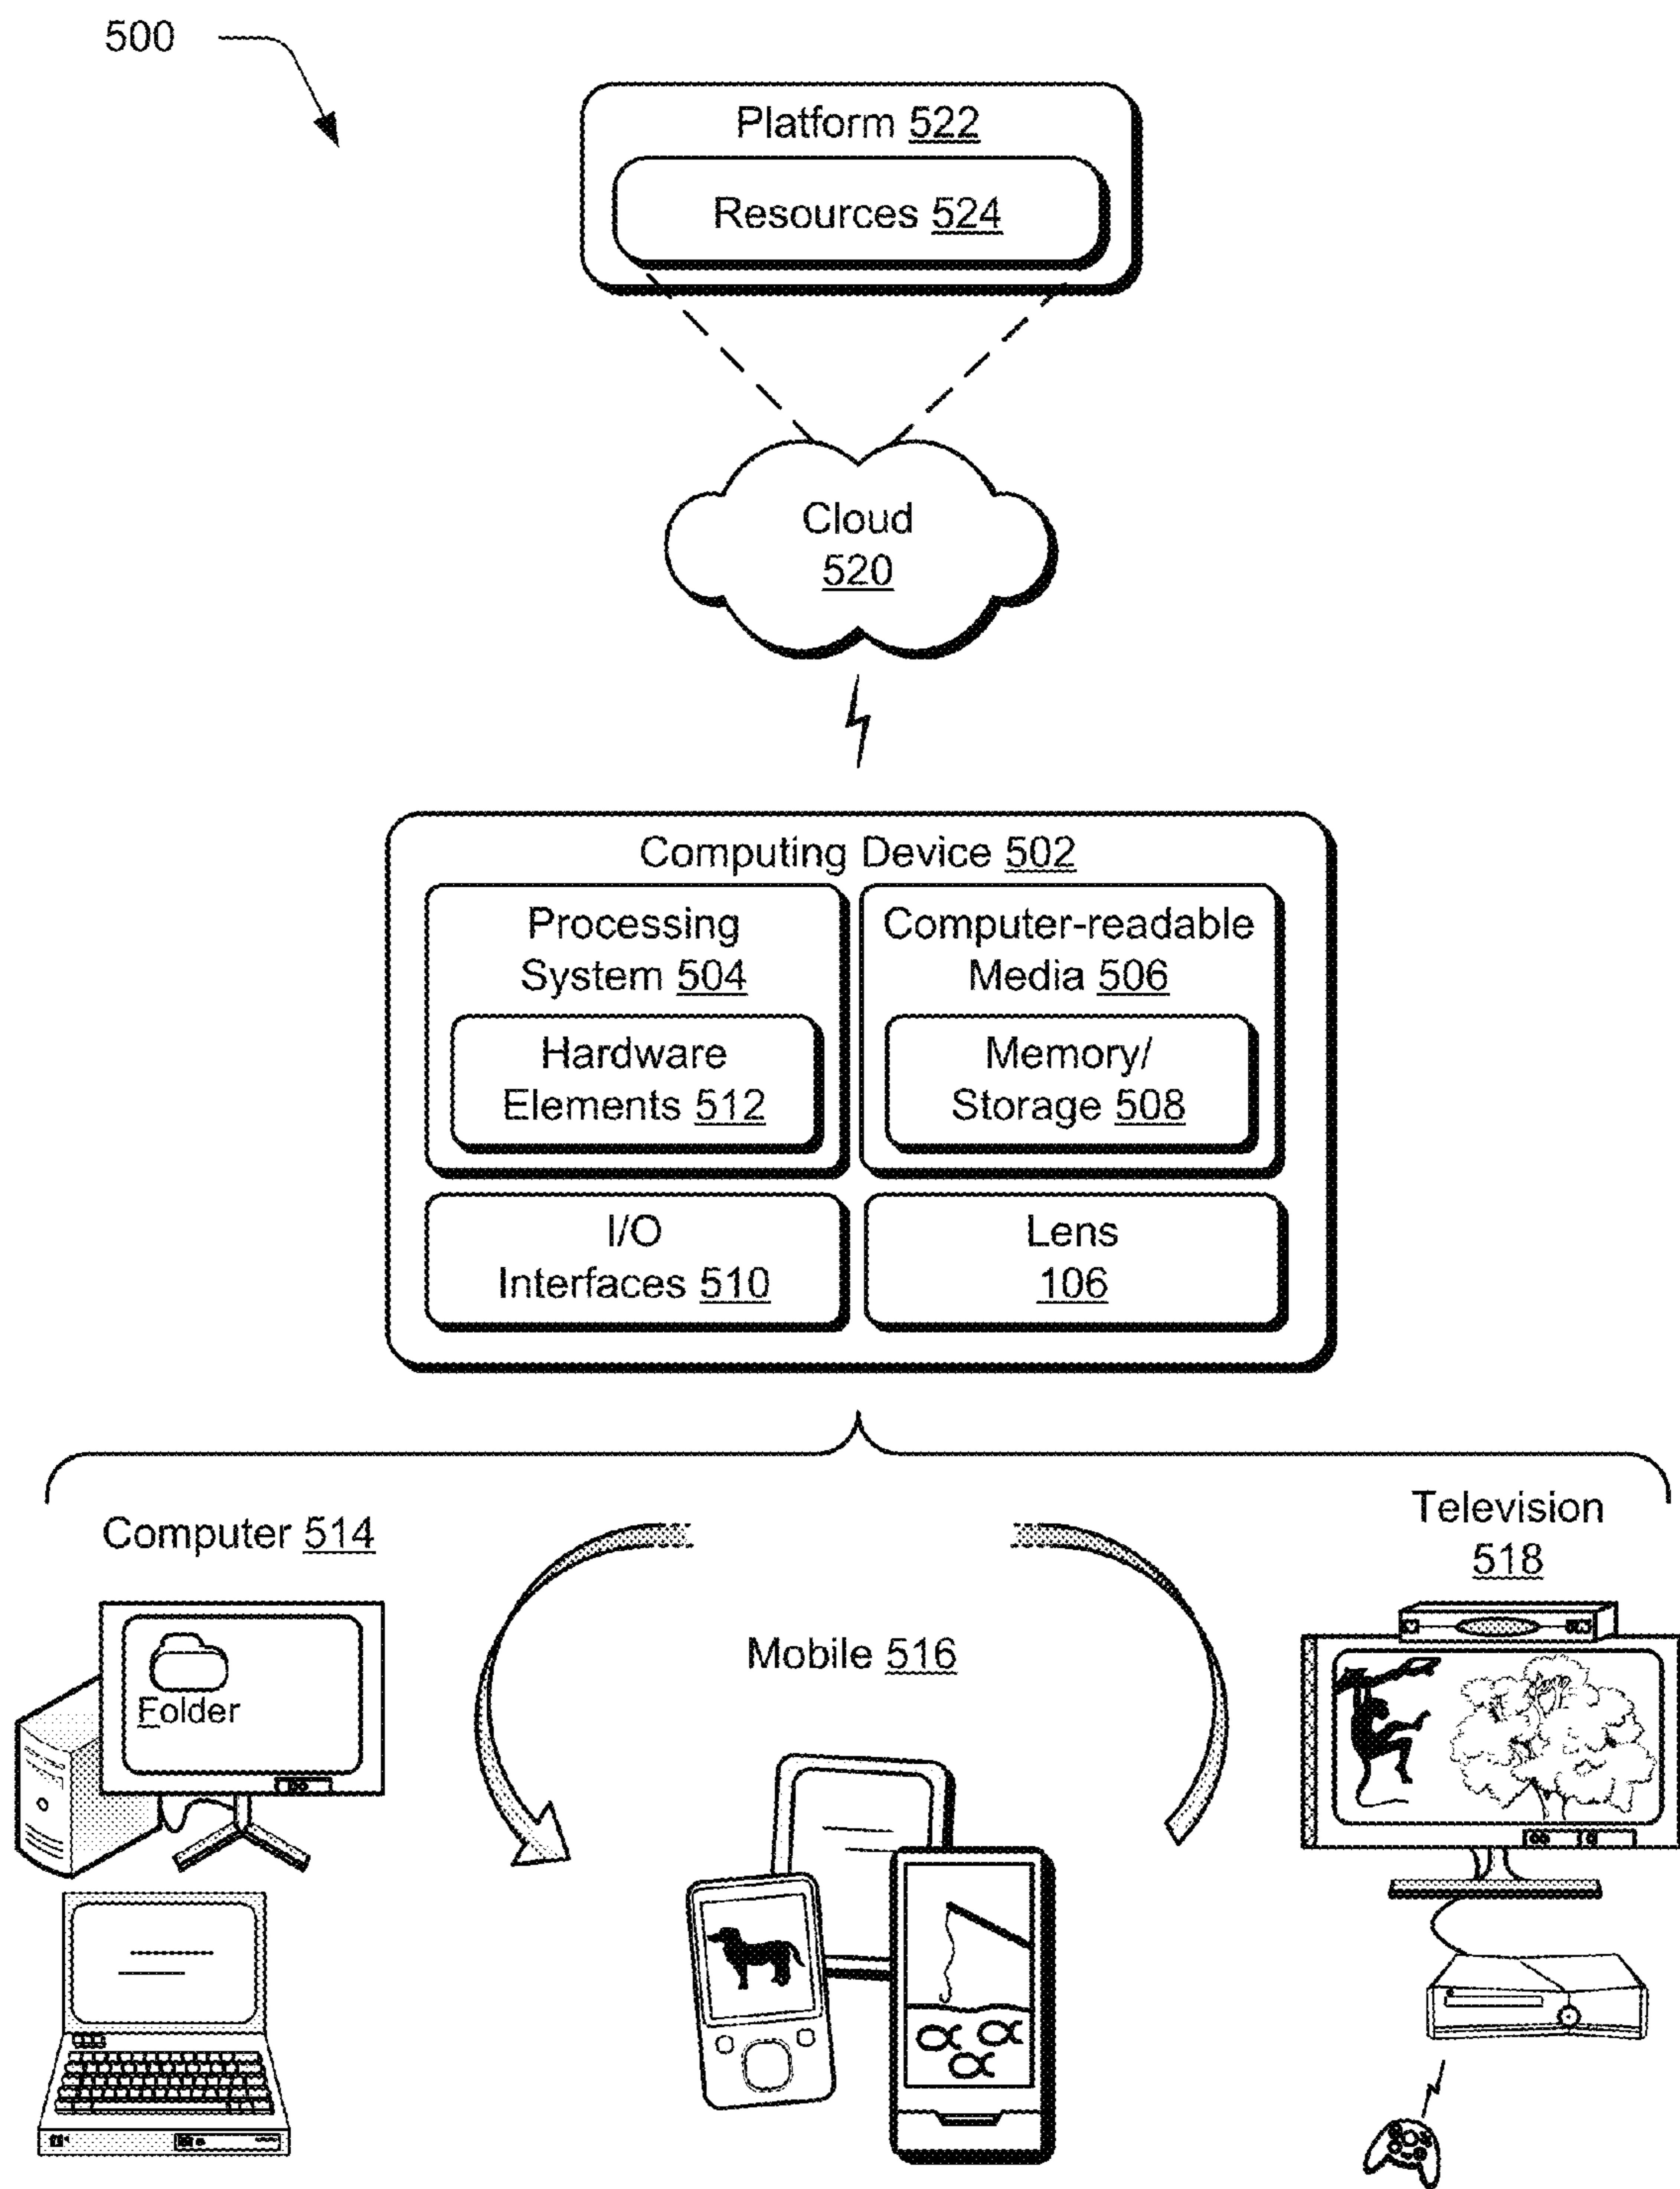 500
Platform 522
Resources 524
Cloud
520
Computing Device 502
Processing
System 504
Hardware
Elements 512
Computer-readable
Media 506
Memory/
Storage 508
I/O
Interfaces 510
Lens
106
Computer 514
Folder
Mobile 516
Television
518